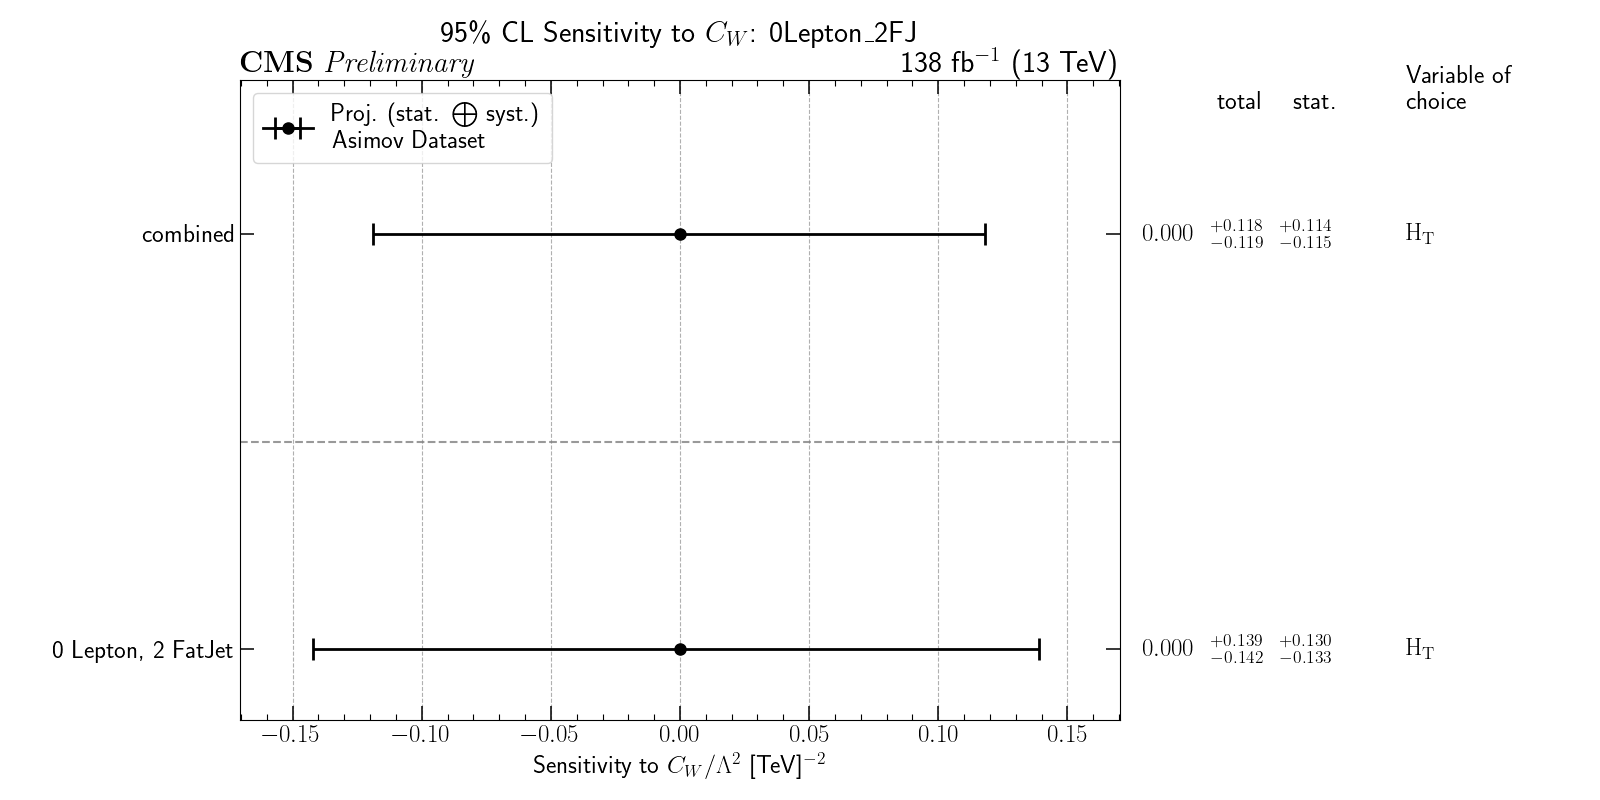 95% CL Sensitivity to C_W: 0Lepton_2FJ
CMS Preliminary
138 fb⁻¹ (13 TeV)
Variable of
choice
total stat.
Proj. (stat. ⊕ syst.)
Asimov Dataset
combined
0.000 +0.118 −0.119 +0.114 −0.115 H_T
0 Lepton, 2 FatJet
0.000 +0.139 −0.142 +0.130 −0.133 H_T
−0.15 −0.10 −0.05 0.00 0.05 0.10 0.15
Sensitivity to C_W/Λ² [TeV]⁻²